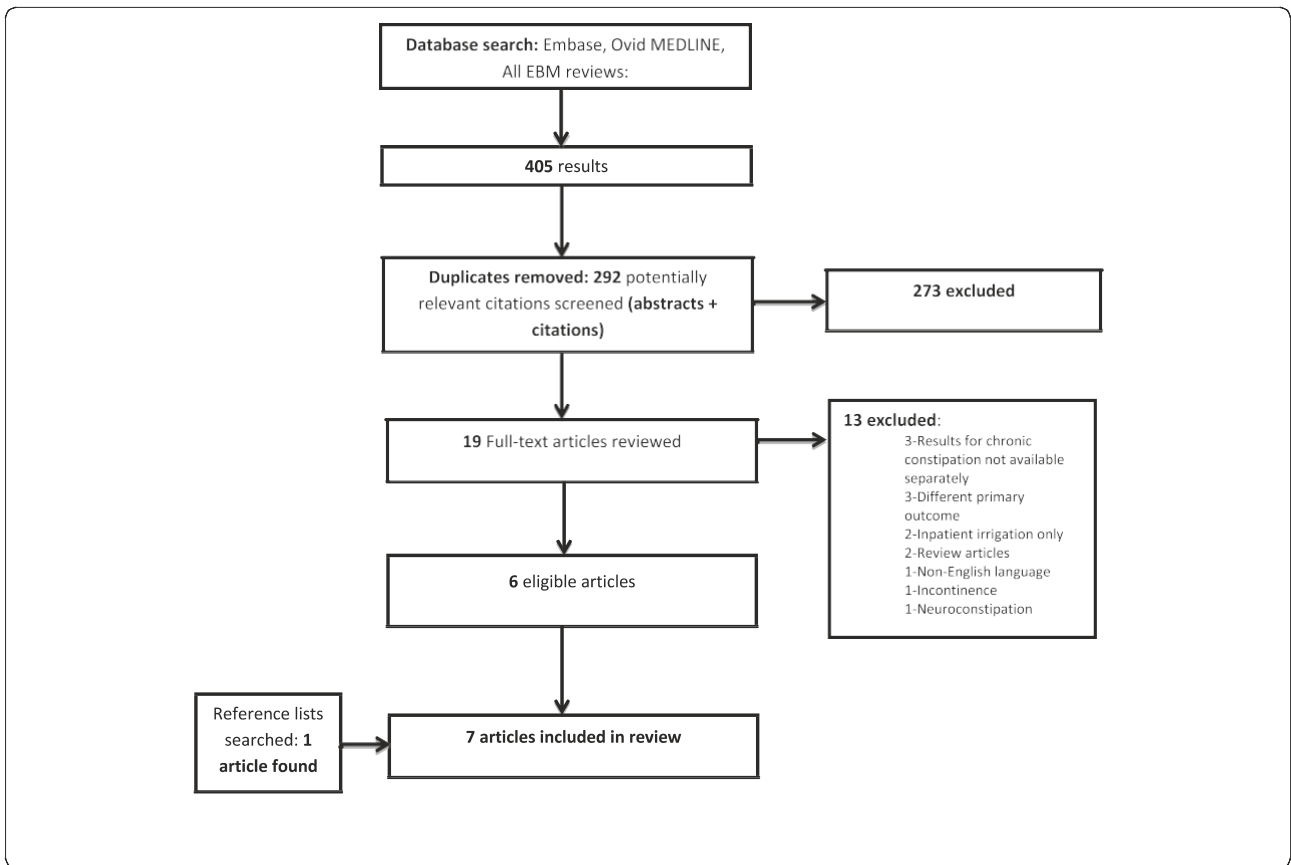 Database search: Embase, Ovid MEDLINE,
All EBM reviews:
405 results
Duplicates removed: 292 potentially
relevant citations screened (abstracts +
citations)
273 excluded
19 Full-text articles reviewed
13 excluded:
3-Results for chronic
constipation not available
separately
3-Different primary
outcome
2-Inpatient irrigation only
2-Review articles
1-Non-English language
1-Incontinence
1-Neuroconstipation
6 eligible articles
Reference lists
searched: 1
article found
7 articles included in review